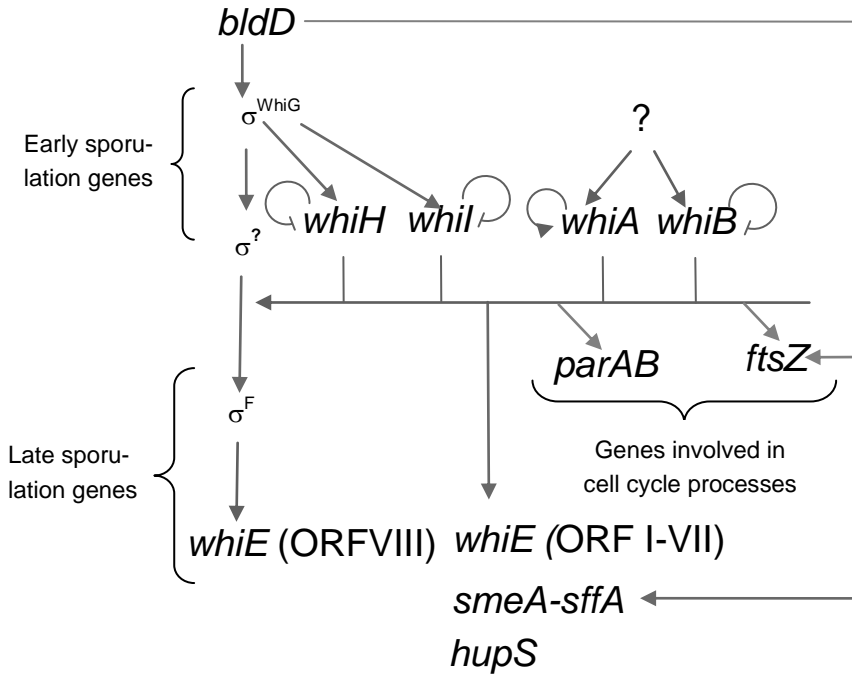 bldD
σWhiG
?
Early sporu-
lation genes
whiH whiI whiA whiB
σ?
parAB ftsZ
σF
Genes involved in
cell cycle processes
Late sporu-
lation genes
whiE (ORFVIII) whiE (ORF I-VII)
smeA-sffA
hupS